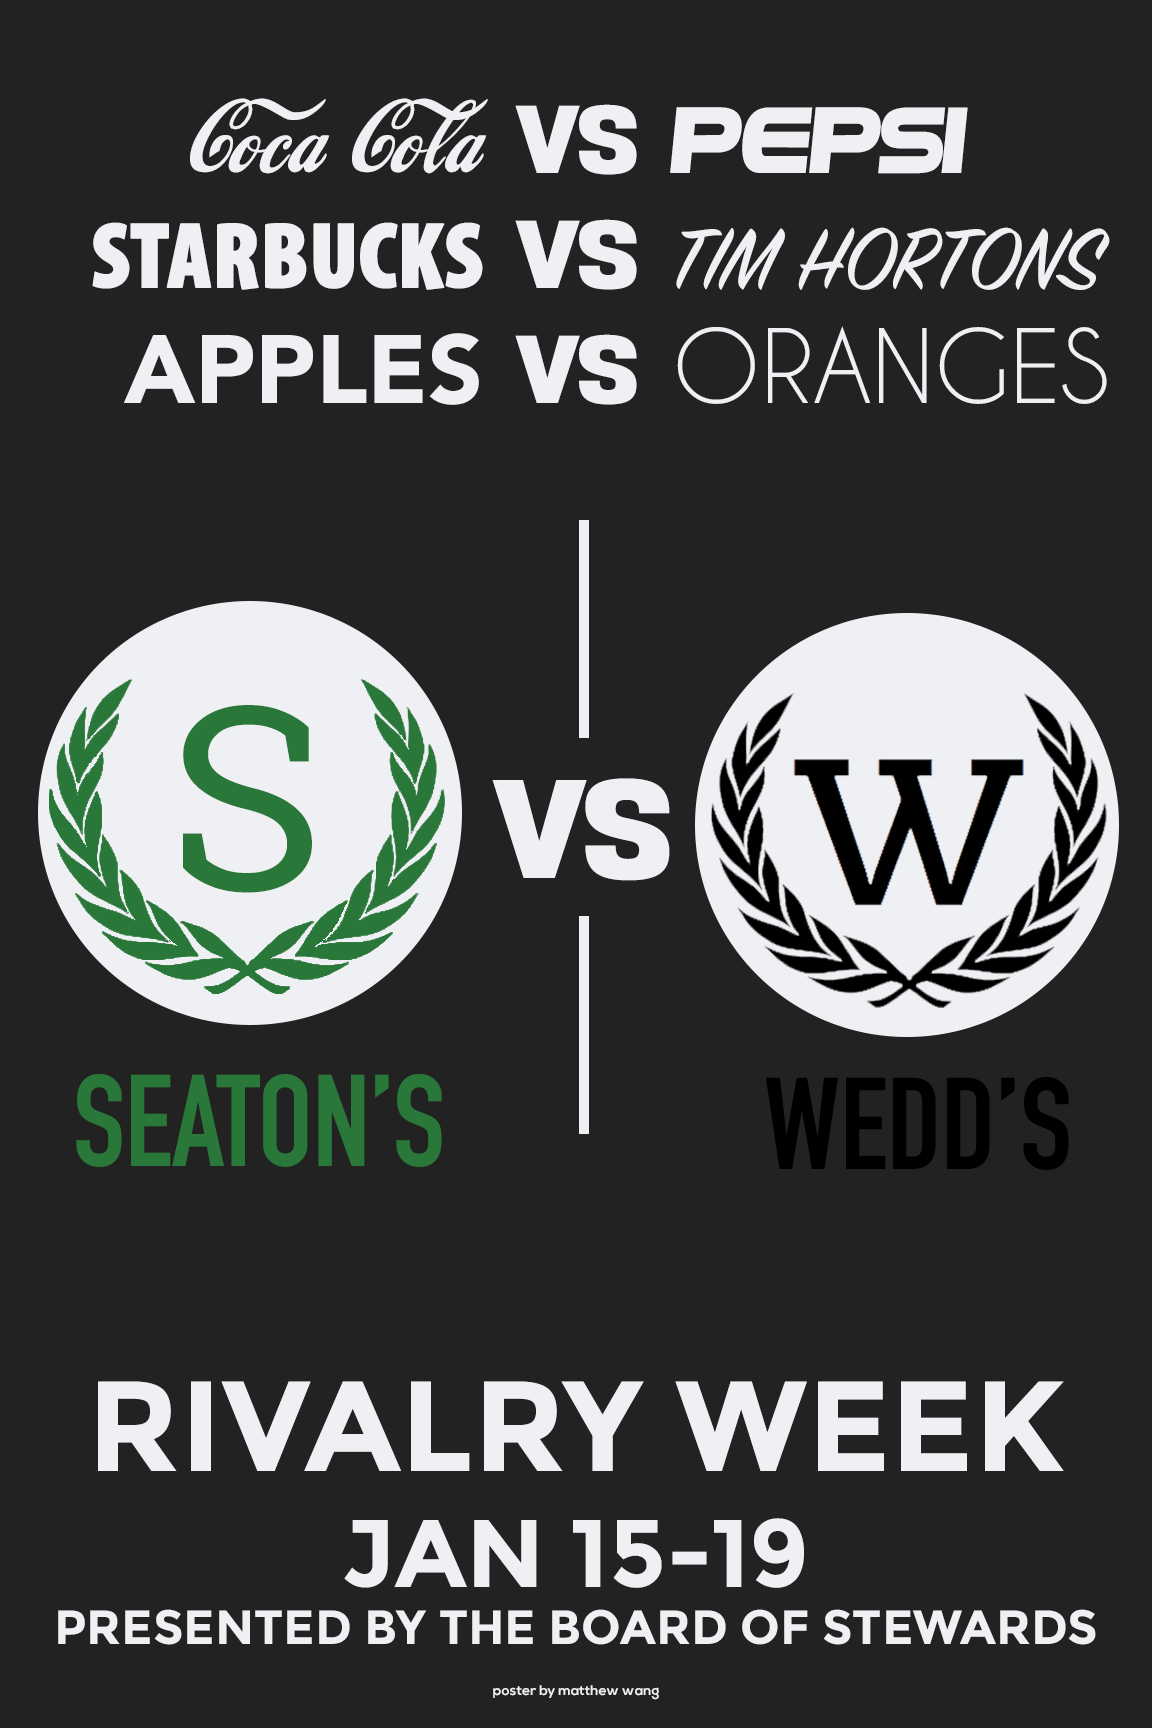 Coca Cola VS PEPSI
STARBUCKS VS TIM HORTONS
APPLES VS ORANGES
S VS W
SEATON'S WEDD'S
RIVALRY WEEK
JAN 15-19
PRESENTED BY THE BOARD OF STEWARDS
poster by matthew wang